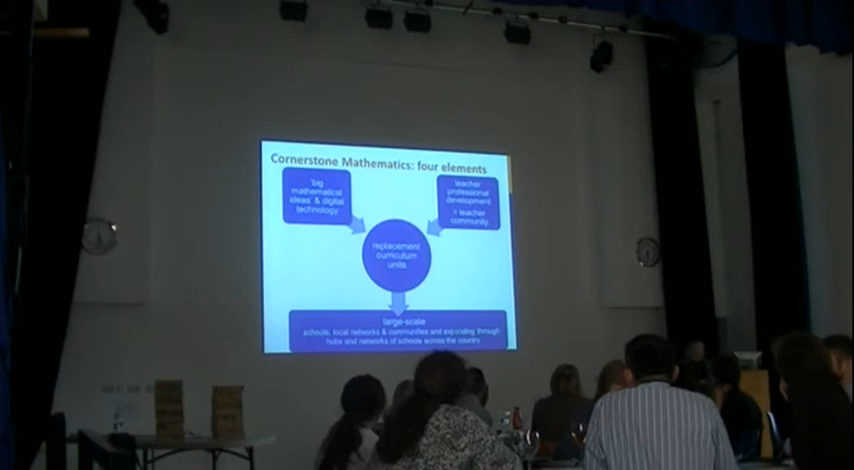 Cornerstone Mathematics: four elements
'big
mathematical
ideas' & digital
technology
teacher
professional
development
+ teacher
community
replacement
curriculum
units
large-scale
schools, local networks & communities and expanding through
hubs and networks of schools across the country